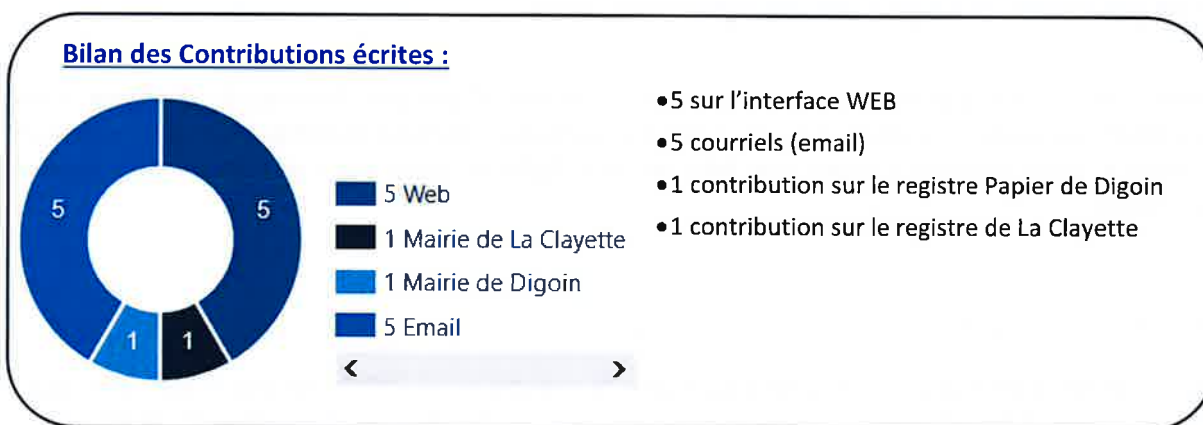 Bilan des Contributions écrites :
5
5
1
1
5 Web
1 Mairie de La Clayette
1 Mairie de Digoin
5 Email
< >
•5 sur l'interface WEB
•5 courriels (email)
•1 contribution sur le registre Papier de Digoin
•1 contribution sur le registre de La Clayette